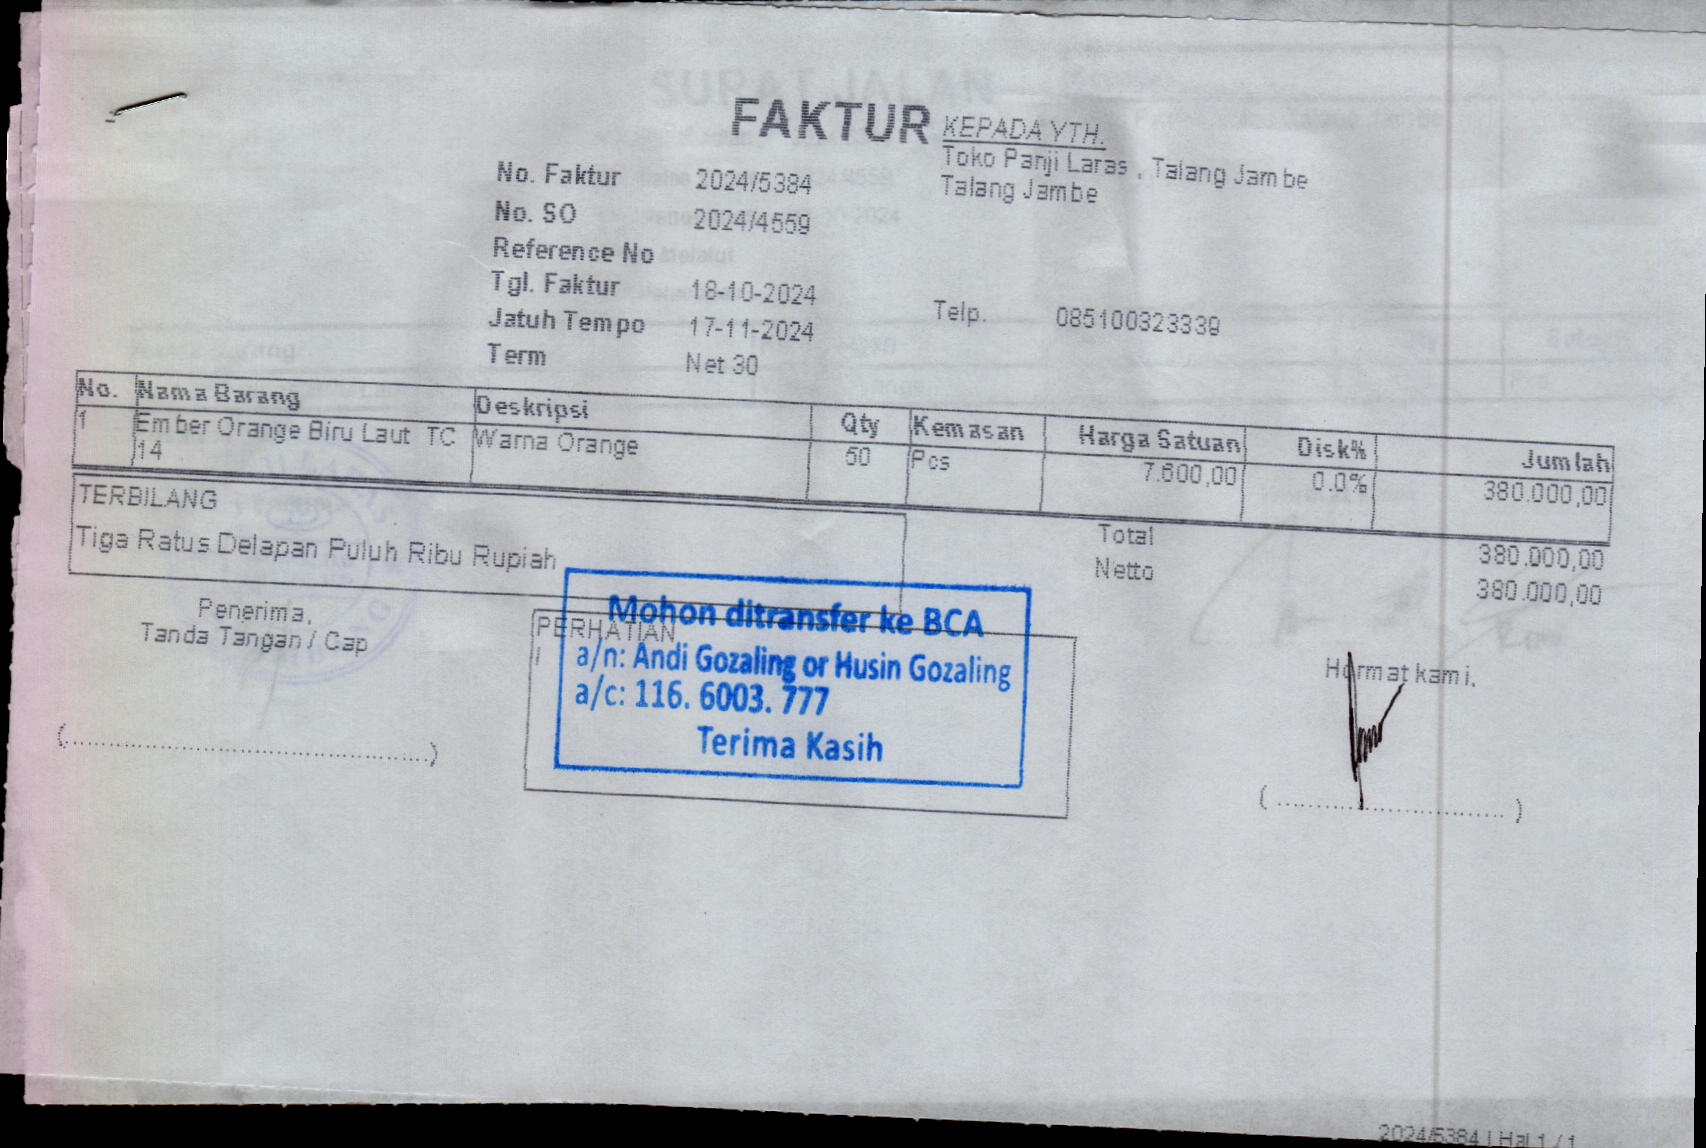 FAKTUR
KEPADA YTH.
Toko Panji Laras , Talang Jambe
Talang Jambe
No. Faktur 2024/5384
No. SO 2024/4559
Reference No
Tgl. Faktur 18-10-2024
Jatuh Tempo 17-11-2024
Term Net 30
Telp. 085100323339
No. Nama Barang Deskripsi Qty Kemasan Harga Satuan Disk% Jumlah
1 Ember Orange Biru Laut TC Warna Orange 50 Pcs 7.600,00 0.0% 380.000,00
14
TERBILANG
Tiga Ratus Delapan Puluh Ribu Rupiah
Total 380.000,00
Netto 380.000,00
Penerima,
Tanda Tangan / Cap
PERHATIAN
Mohon ditransfer ke BCA
a/n: Andi Gozaling or Husin Gozaling
a/c: 116. 6003. 777
Terima Kasih
Hormat kami,
2024/5384 | Hal 1 / 1